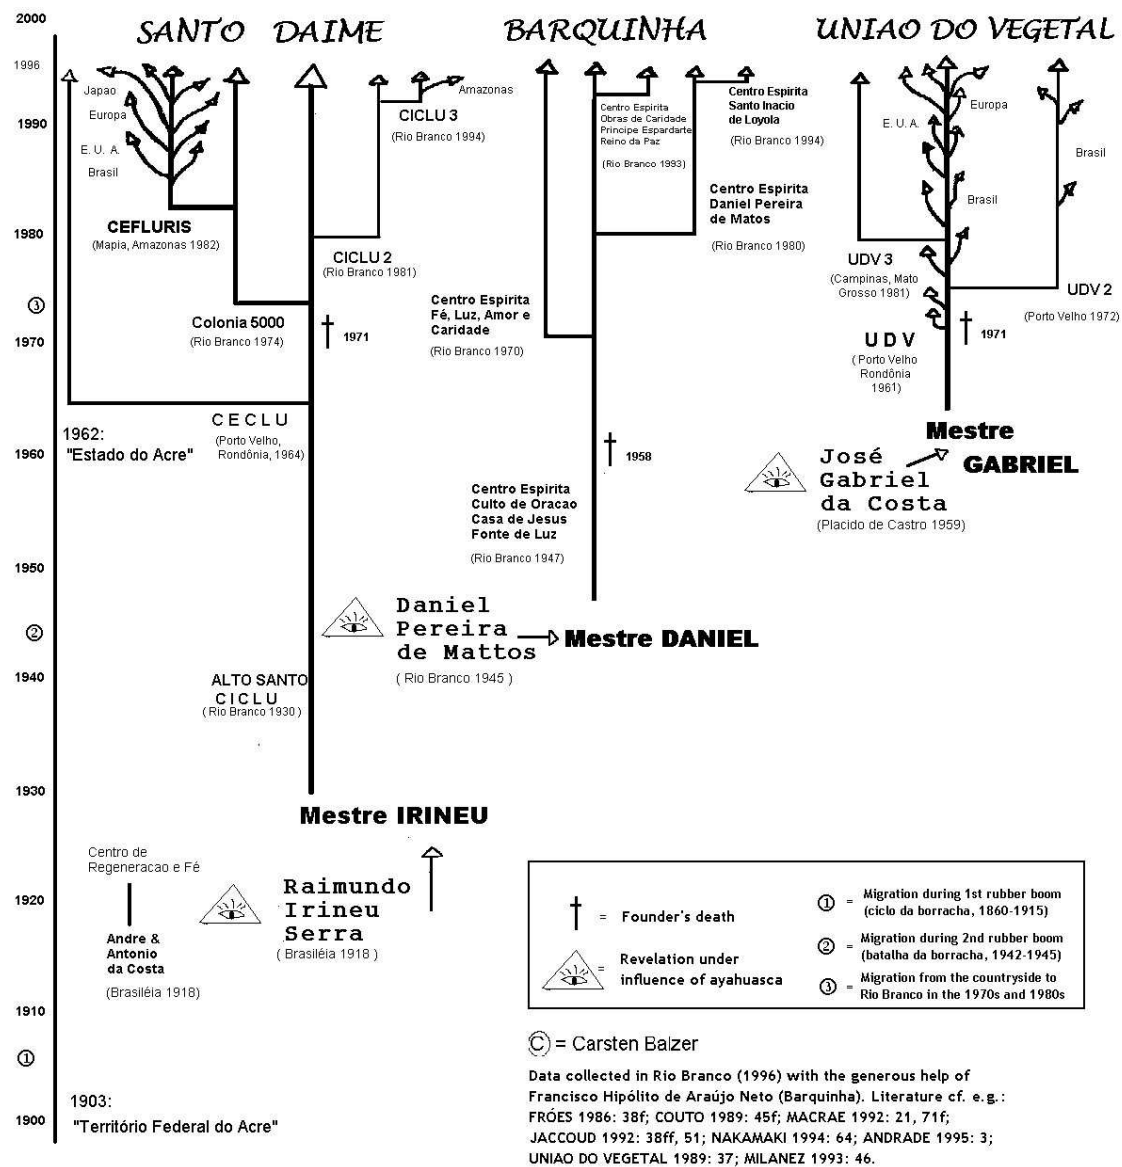 2000
SANTO DAIME
BARQUINHA
UNIAO DO VEGETAL
1996
Japao
Europa
E. U. A.
Brasil
CEFLURIS
(Mapia, Amazonas 1982)
Amazonas
CICLU 3
(Rio Branco 1994)
CICLU 2
(Rio Branco 1981)
Colonia 5000
(Rio Branco 1974)
1971
C E C L U
(Porto Velho,
Rondônia, 1964)
1962:
"Estado do Acre"
ALTO SANTO
C I C L U
( Rio Branco 1930 )
Mestre IRINEU
Centro de
Regeneracao e Fé
Andre &
Antonio
da Costa
(Brasiléia 1918)
Raimundo
Irineu
Serra
( Brasiléia 1918 )
1903:
"Território Federal do Acre"
Centro Espirita
Obras de Caridade
Principe Espardarte
Reino da Paz
(Rio Branco 1993)
Centro Espirita
Santo Inacio
de Loyola
(Rio Branco 1994)
Centro Espirita
Daniel Pereira
de Matos
(Rio Branco 1980)
Centro Espirita
Fé, Luz, Amor e
Caridade
(Rio Branco 1970)
1958
Centro Espirita
Culto de Oracao
Casa de Jesus
Fonte de Luz
(Rio Branco 1947)
Daniel
Pereira
de Mattos
( Rio Branco 1945 )
Mestre DANIEL
Europa
E. U. A.
Brasil
Brasil
UDV 3
(Campinas, Mato
Grosso 1981)
UDV 2
(Porto Velho 1972)
U D V
( Porto Velho
Rondônia
1961)
1971
Mestre
GABRIEL
José
Gabriel
da Costa
(Placido de Castro 1959)
1990
1980
③
1970
1960
1950
②
1940
1930
1920
1910
①
1900
† = Founder's death
= Revelation under
influence of ayahuasca
① = Migration during 1st rubber boom
(ciclo da borracha, 1860-1915)
② = Migration during 2nd rubber boom
(batalha da borracha, 1942-1945)
③ = Migration from the countryside to
Rio Branco in the 1970s and 1980s
© = Carsten Balzer
Data collected in Rio Branco (1996) with the generous help of
Francisco Hipólito de Araújo Neto (Barquinha). Literature cf. e.g.:
FRÓES 1986: 38f; COUTO 1989: 45f; MACRAE 1992: 21, 71f;
JACCOUD 1992: 38ff, 51; NAKAMAKI 1994: 64; ANDRADE 1995: 3;
UNIAO DO VEGETAL 1989: 37; MILANEZ 1993: 46.